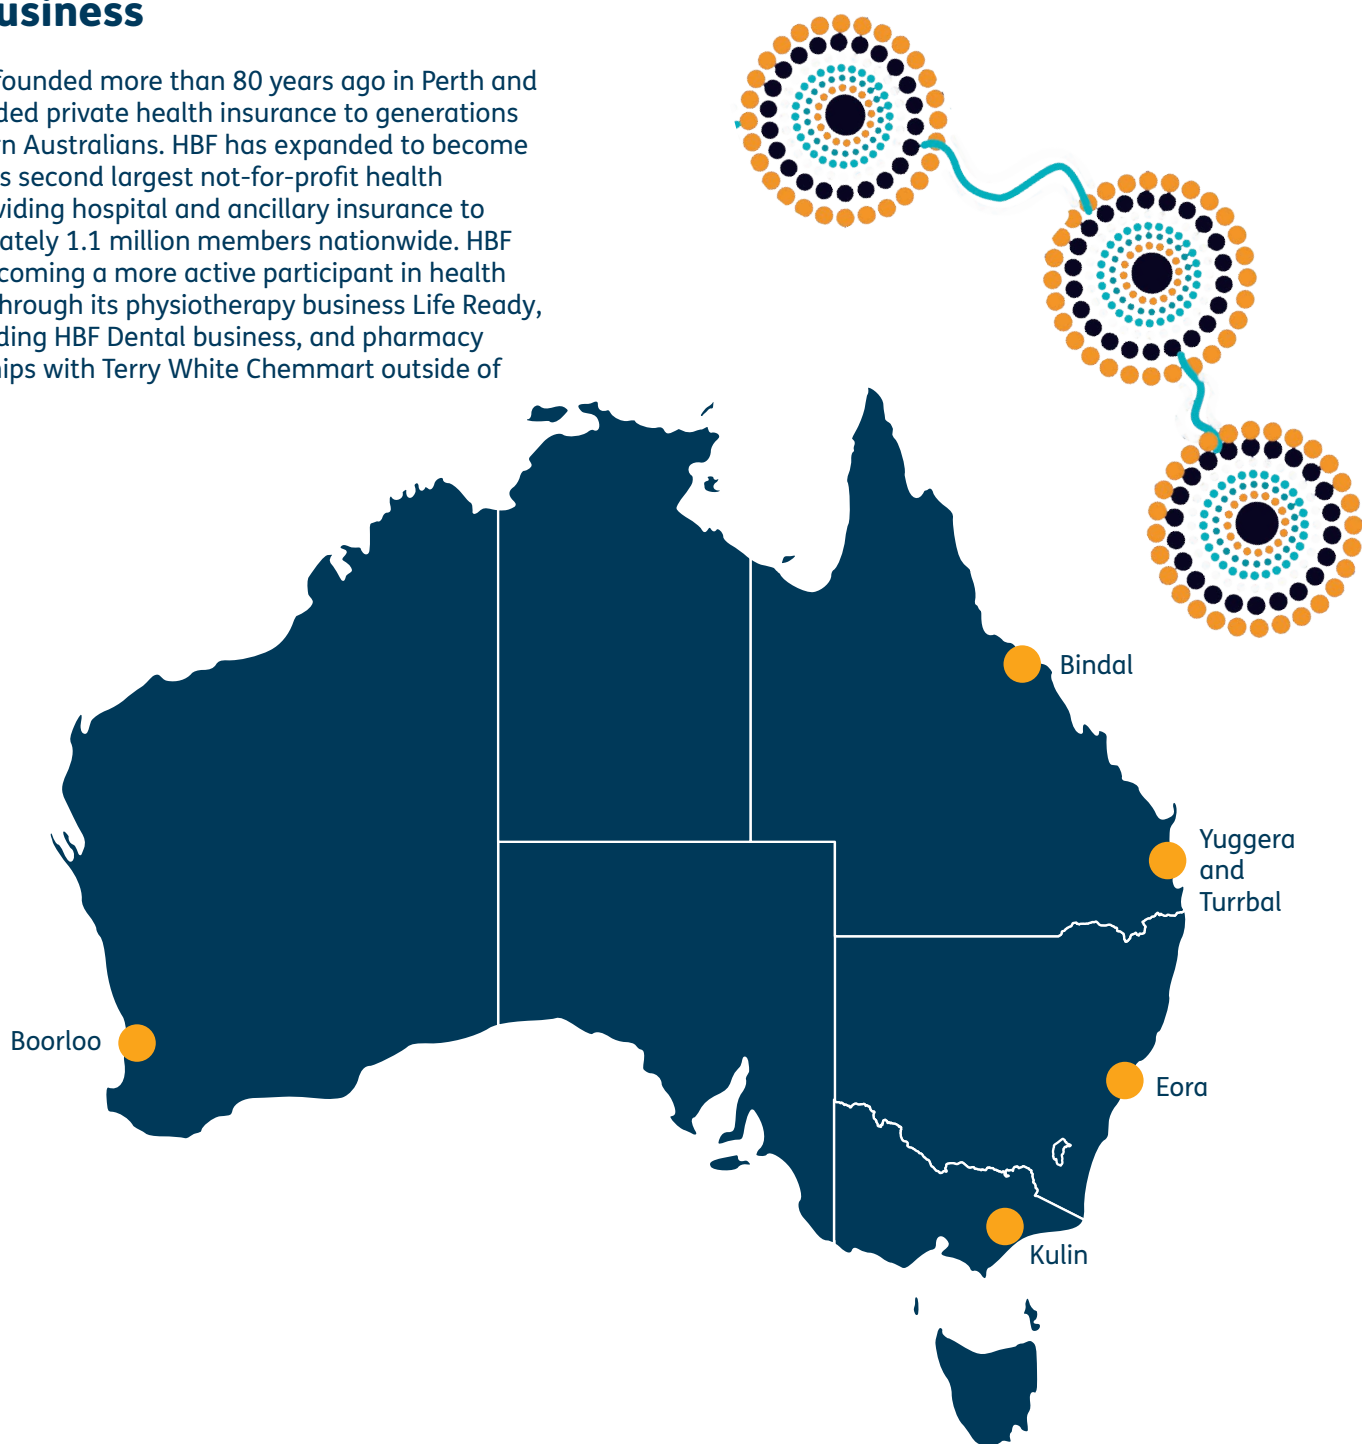 usiness
founded more than 80 years ago in Perth and
ded private health insurance to generations
rn Australians. HBF has expanded to become
s second largest not-for-profit health
viding hospital and ancillary insurance to
ately 1.1 million members nationwide. HBF
coming a more active participant in health
through its physiotherapy business Life Ready,
ding HBF Dental business, and pharmacy
hips with Terry White Chemmart outside of
Bindal
Yuggera
and
Turrbal
Boorloo
Eora
Kulin